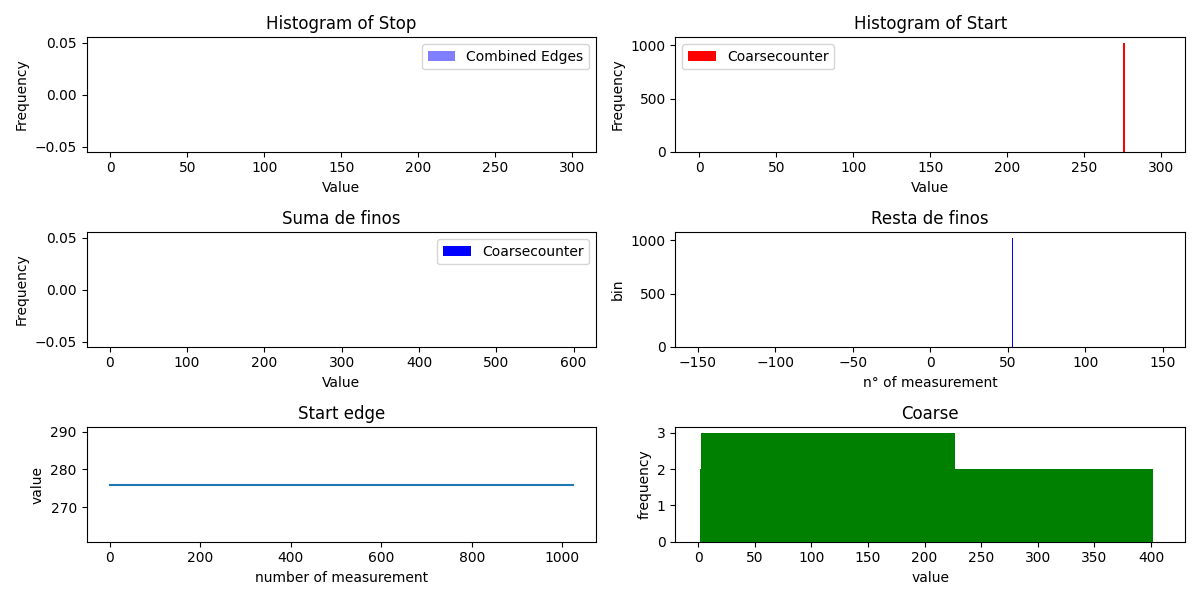 Histogram of Stop
0.05
0.00
−0.05
Frequency
Combined Edges
0 50 100 150 200 250 300
Value
Histogram of Start
1000
500
0
Frequency
Coarsecounter
0 50 100 150 200 250 300
Value
Suma de finos
0.05
0.00
−0.05
Frequency
Coarsecounter
0 100 200 300 400 500 600
Value
Resta de finos
1000
500
0
bin
−150 −100 −50 0 50 100 150
n° of measurement
Start edge
290
280
270
value
0 200 400 600 800 1000
number of measurement
Coarse
3
2
1
0
frequency
0 50 100 150 200 250 300 350 400
value